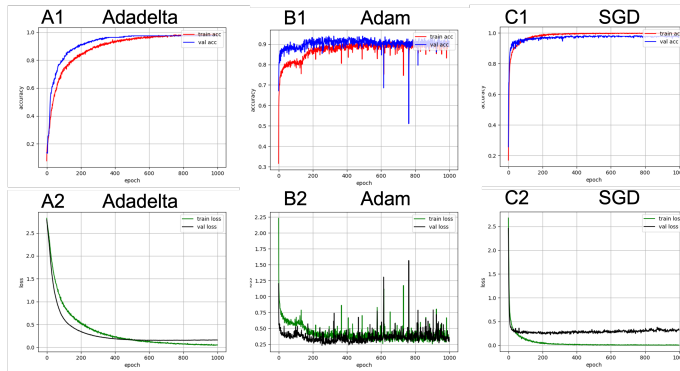 A1 Adadelta
B1 Adam
C1 SGD
1.0
0.8
0.6
0.4
0.2
accuracy
train acc
val acc
0 200 400 600 800 1000
epoch
0.9
0.8
0.7
0.6
0.5
0.4
0.3
accuracy
train acc
val acc
0 200 400 600 800 1000
epoch
1.0
0.8
0.6
0.4
0.2
accuracy
train acc
val acc
0 200 400 600 800 1000
epoch
A2 Adadelta
B2 Adam
C2 SGD
2.5
2.0
1.5
1.0
0.5
0.0
loss
train loss
val loss
0 200 400 600 800 1000
epoch
2.25
2.00
1.75
1.50
1.25
1.00
0.75
0.50
0.25
train loss
val loss
0 200 400 600 800 1000
epoch
2.5
2.0
1.5
1.0
0.5
0.0
loss
train loss
val loss
0 200 400 600 800 1000
epoch